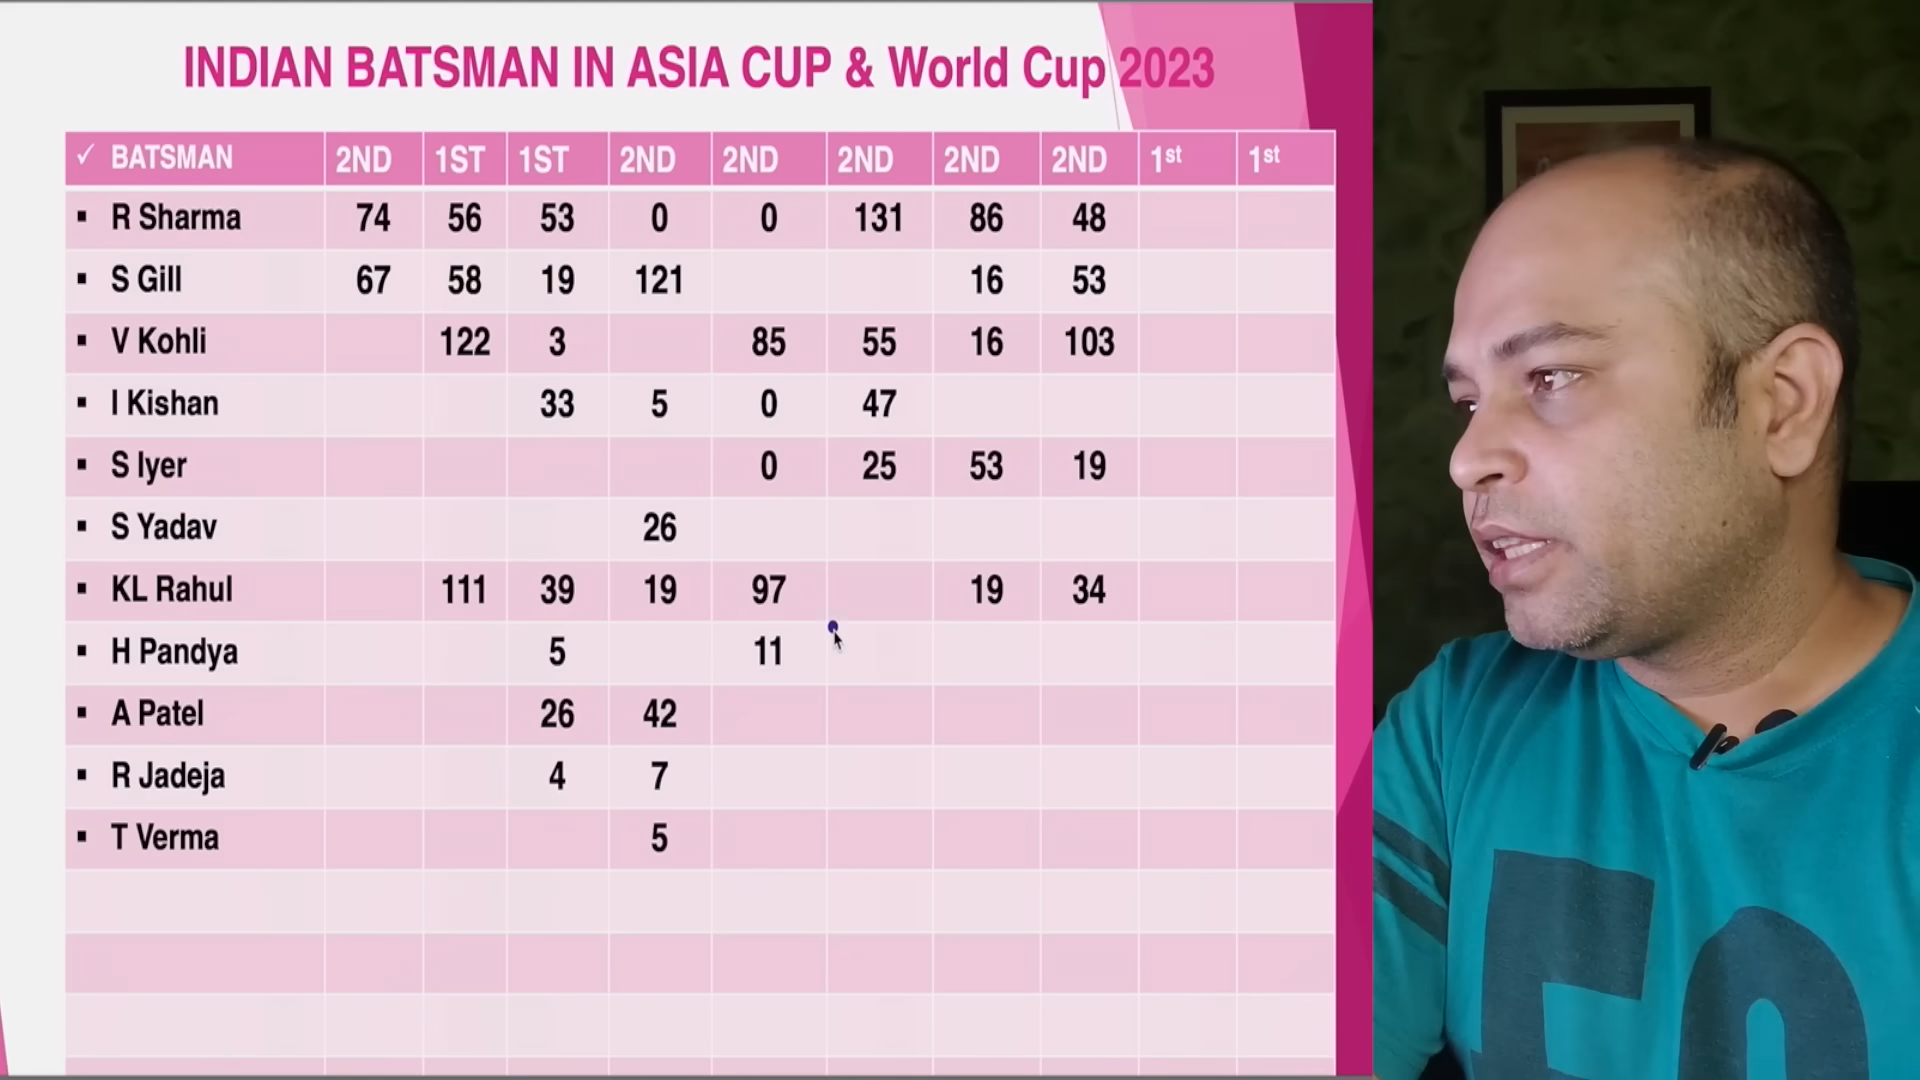 INDIAN BATSMAN IN ASIA CUP & World Cup 2023
✓ BATSMAN 2ND 1ST 1ST 2ND 2ND 2ND 2ND 2ND 1st 1st
▪ R Sharma 74 56 53 0 0 131 86 48
▪ S Gill 67 58 19 121 16 53
▪ V Kohli 122 3 85 55 16 103
▪ I Kishan 33 5 0 47
▪ S Iyer 0 25 53 19
▪ S Yadav 26
▪ KL Rahul 111 39 19 97 19 34
▪ H Pandya 5 11
▪ A Patel 26 42
▪ R Jadeja 4 7
▪ T Verma 5